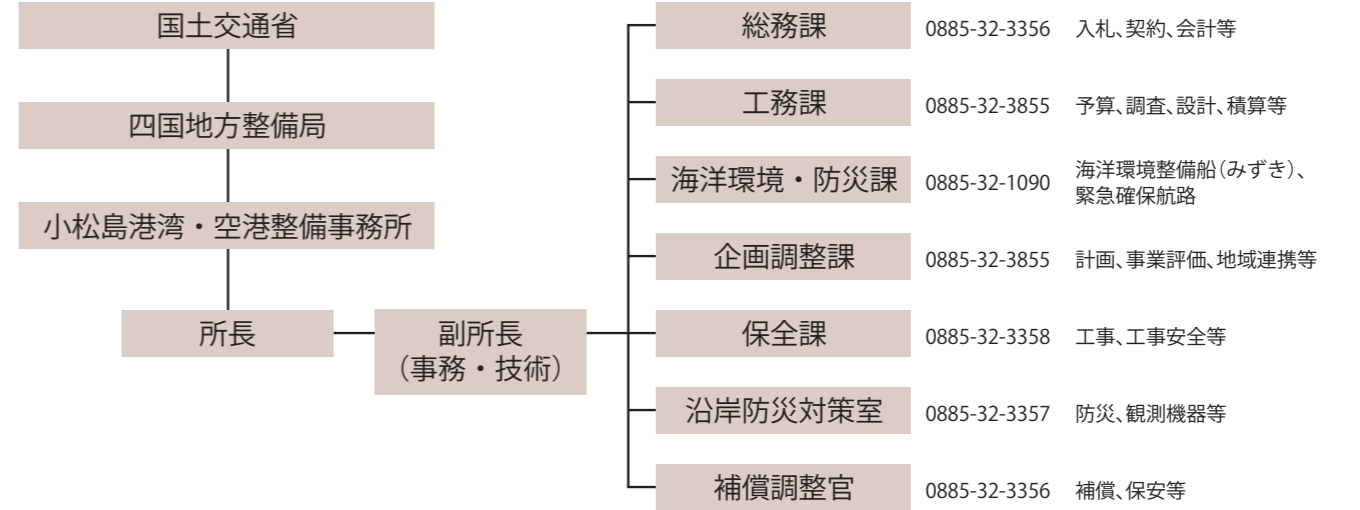 国土交通省
四国地方整備局
小松島港湾・空港整備事務所
所長
副所長
（事務・技術）
総務課 0885-32-3356 入札、契約、会計等
工務課 0885-32-3855 予算、調査、設計、積算等
海洋環境・防災課 0885-32-1090 海洋環境整備船（みずき）、
緊急確保航路
企画調整課 0885-32-3855 計画、事業評価、地域連携等
保全課 0885-32-3358 工事、工事安全等
沿岸防災対策室 0885-32-3357 防災、観測機器等
補償調整官 0885-32-3356 補償、保安等